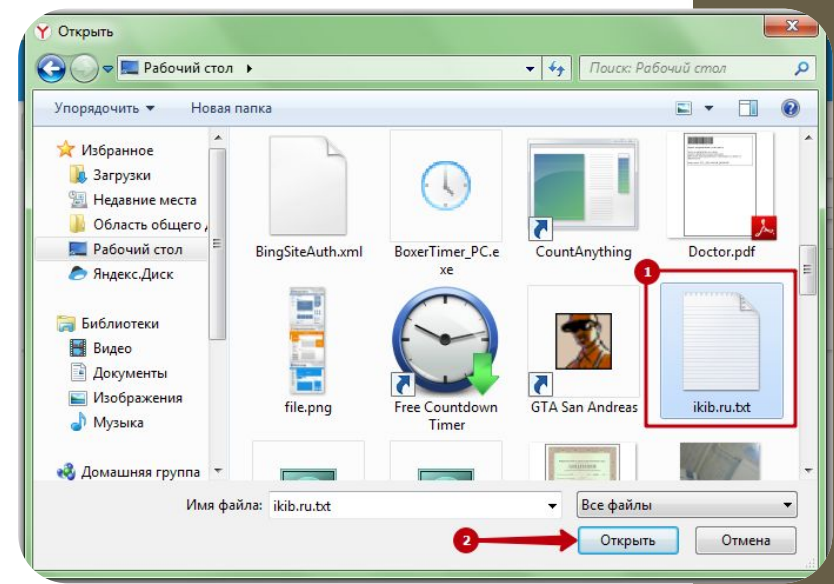 Открыть
Рабочий стол
Поиск: Рабочий стол
Упорядочить
Новая папка
Избранное
Загрузки
Недавние места
Область общего
Рабочий стол
Яндекс.Диск
Библиотеки
Видео
Документы
Изображения
Музыка
Домашняя группа
BingSiteAuth.xml
BoxerTimer_PC.e
xe
CountAnything
Doctor.pdf
1
file.png
Free Countdown
Timer
GTA San Andreas
ikib.ru.txt
Имя файла:
ikib.ru.txt
Все файлы
2
Открыть
Отмена